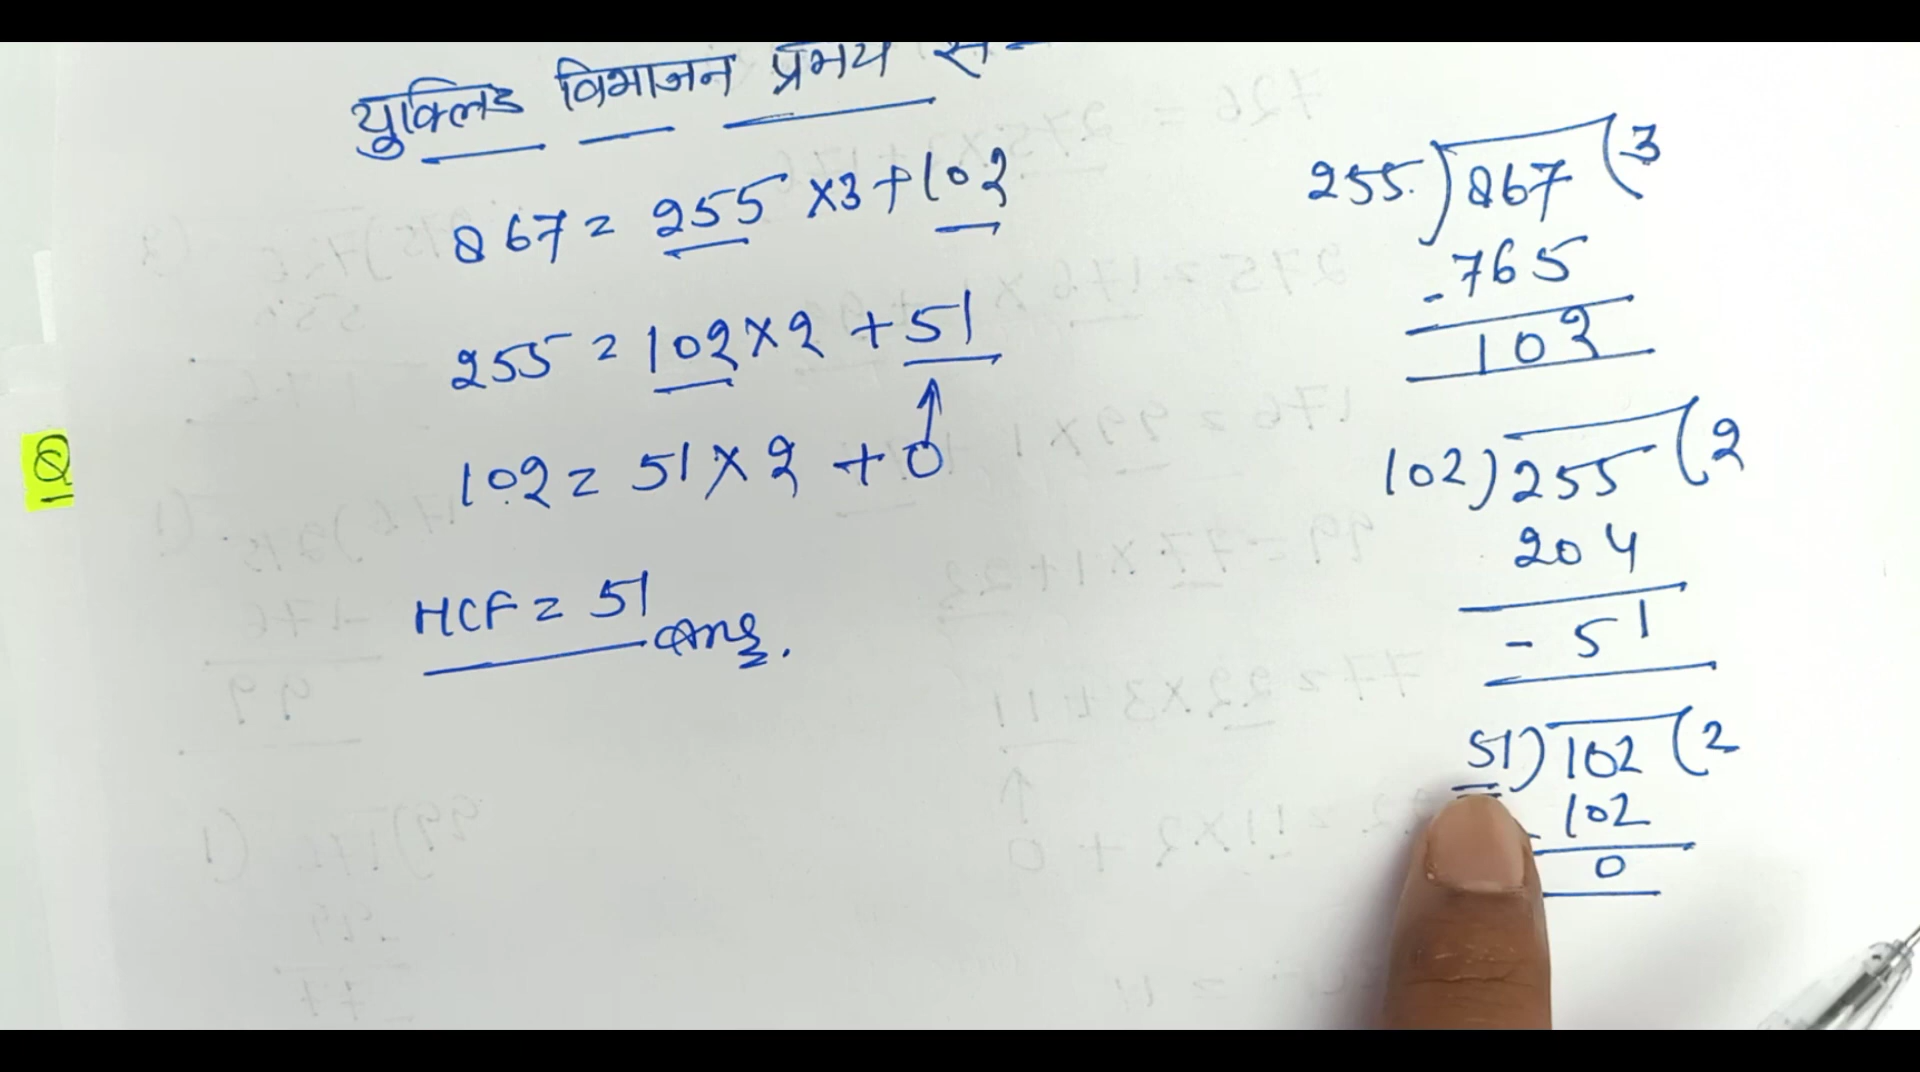 युक्लिड विभाजन प्रमेय से
867 = 255 × 3 + 102
255 = 102 × 2 + 51
102 = 51 × 2 + 0
Q
HCF = 51 Ans.
255) 867 (3
- 765
102
102) 255 (2
204
- 51
51) 102 (2
- 102
0